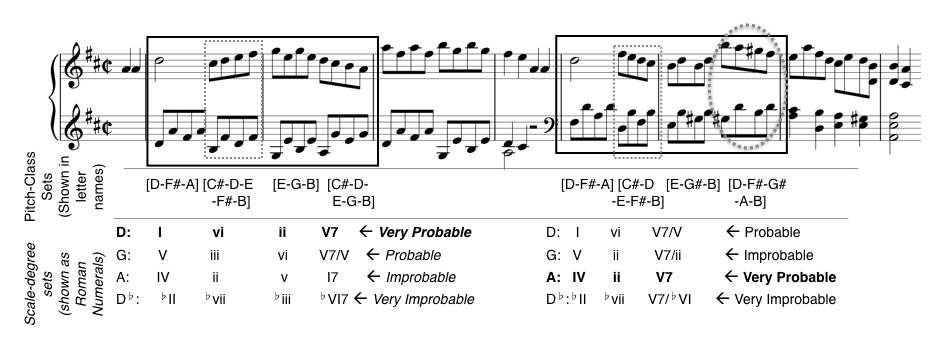 Pitch-Class
Sets
(Shown in
letter
names)
[D-F#-A] [C#-D-E [E-G-B] [C#-D- [D-F#-A] [C#-D [E-G#-B] [D-F#-G#
-F#-B] E-G-B] -E-F#-B] -A-B]
Scale-degree
sets
(shown as
Roman
Numerals)
D: I vi ii V7 ← Very Probable D: I vi V7/V ← Probable
G: V iii vi V7/V ← Probable G: V ii V7/ii ← Improbable
A: IV ii v I7 ← Improbable A: IV ii V7 ← Very Probable
D♭: ♭II ♭vii ♭iii ♭VI7 ← Very Improbable D♭: ♭II ♭vii V7/♭VI ← Very Improbable